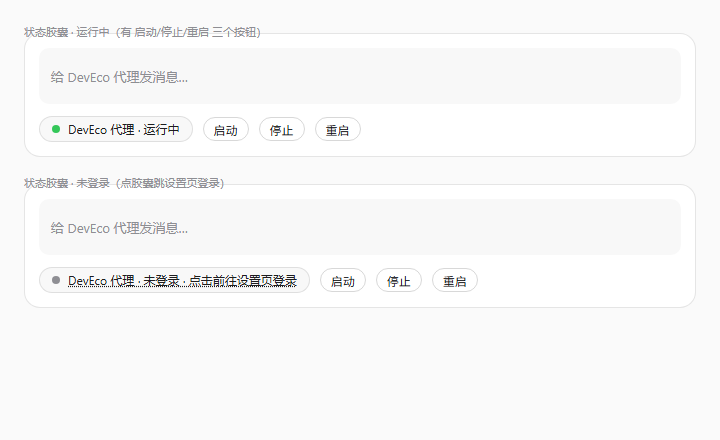 状态胶囊 · 运行中（有 启动/停止/重启 三个按钮）
给 DevEco 代理发消息...
DevEco 代理 · 运行中 启动 停止 重启
状态胶囊 · 未登录（点胶囊跳设置页登录）
给 DevEco 代理发消息...
DevEco 代理 · 未登录 · 点击前往设置页登录 启动 停止 重启